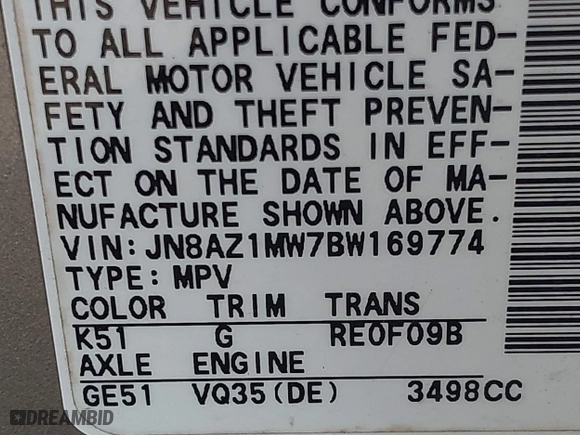 THIS VEHICLE CONFORMS
TO ALL APPLICABLE FED-
ERAL MOTOR VEHICLE SA-
FETY AND THEFT PREVEN-
TION STANDARDS IN EFF-
ECT ON THE DATE OF MA-
NUFACTURE SHOWN ABOVE.
VIN:JN8AZ1MW7BW169774
TYPE:MPV
COLOR TRIM TRANS
K51 G RE0F09B
AXLE ENGINE
GE51 VQ35(DE) 3498CC
DREAMBID